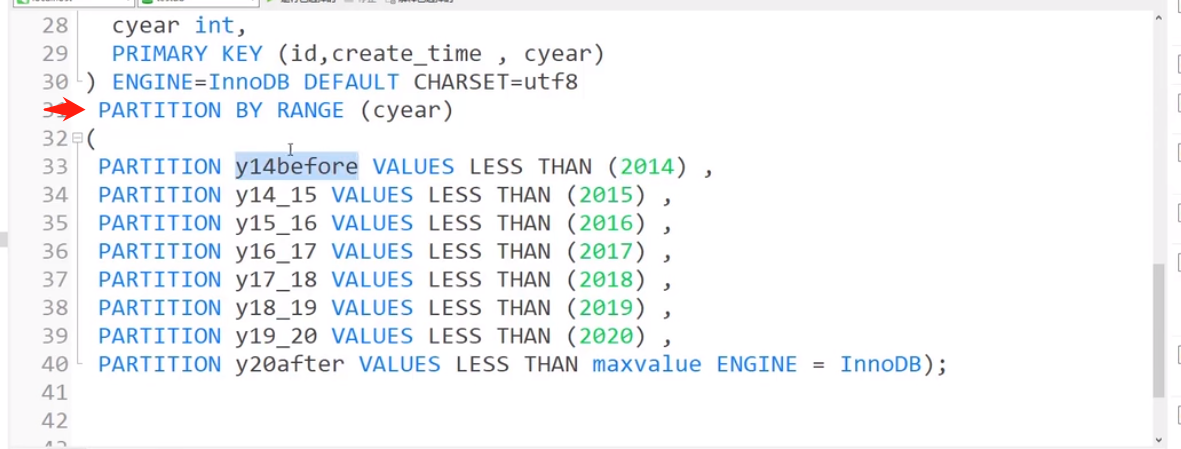 28 cyear int,
29 PRIMARY KEY (id,create_time , cyear)
30 ) ENGINE=InnoDB DEFAULT CHARSET=utf8
PARTITION BY RANGE (cyear)
32 (
33 PARTITION y14before VALUES LESS THAN (2014) ,
34 PARTITION y14_15 VALUES LESS THAN (2015) ,
35 PARTITION y15_16 VALUES LESS THAN (2016) ,
36 PARTITION y16_17 VALUES LESS THAN (2017) ,
37 PARTITION y17_18 VALUES LESS THAN (2018) ,
38 PARTITION y18_19 VALUES LESS THAN (2019) ,
39 PARTITION y19_20 VALUES LESS THAN (2020) ,
40 PARTITION y20after VALUES LESS THAN maxvalue ENGINE = InnoDB);
41
42